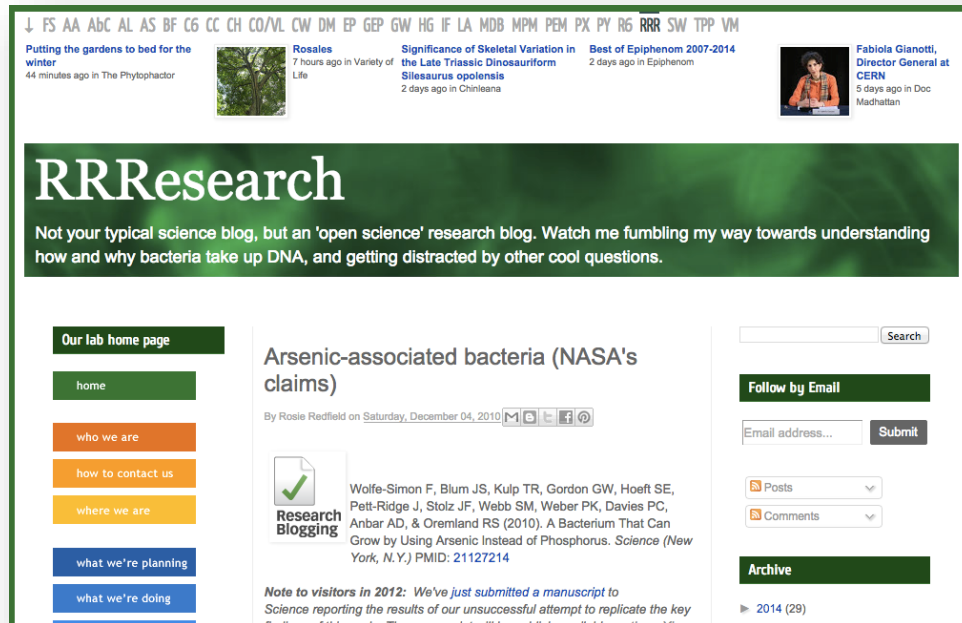 ↓ FS AA AbC AL AS BF C6 CC CH CO/VL CW DM EP GEP GW HG IF LA MDB MPM PEM PX PY R6 RRR SW TPP VM
Putting the gardens to bed for the
winter
44 minutes ago in The Phytophactor
Rosales
7 hours ago in Variety of
Life
Significance of Skeletal Variation in
the Late Triassic Dinosauriform
Silesaurus opolensis
2 days ago in Chinleana
Best of Epiphenom 2007-2014
2 days ago in Epiphenom
Fabiola Gianotti,
Director General at
CERN
5 days ago in Doc
Madhattan
RRResearch
Not your typical science blog, but an 'open science' research blog. Watch me fumbling my way towards understanding
how and why bacteria take up DNA, and getting distracted by other cool questions.
Our lab home page
home
who we are
how to contact us
where we are
what we're planning
what we're doing
Arsenic-associated bacteria (NASA's
claims)
By Rosie Redfield on Saturday, December 04, 2010
Research
Blogging
Wolfe-Simon F, Blum JS, Kulp TR, Gordon GW, Hoeft SE,
Pett-Ridge J, Stolz JF, Webb SM, Weber PK, Davies PC,
Anbar AD, & Oremland RS (2010). A Bacterium That Can
Grow by Using Arsenic Instead of Phosphorus. Science (New
York, N.Y.) PMID: 21127214
Note to visitors in 2012: We've just submitted a manuscript to
Science reporting the results of our unsuccessful attempt to replicate the key
Search
Follow by Email
Email address...
Submit
Posts
Comments
Archive
► 2014 (29)